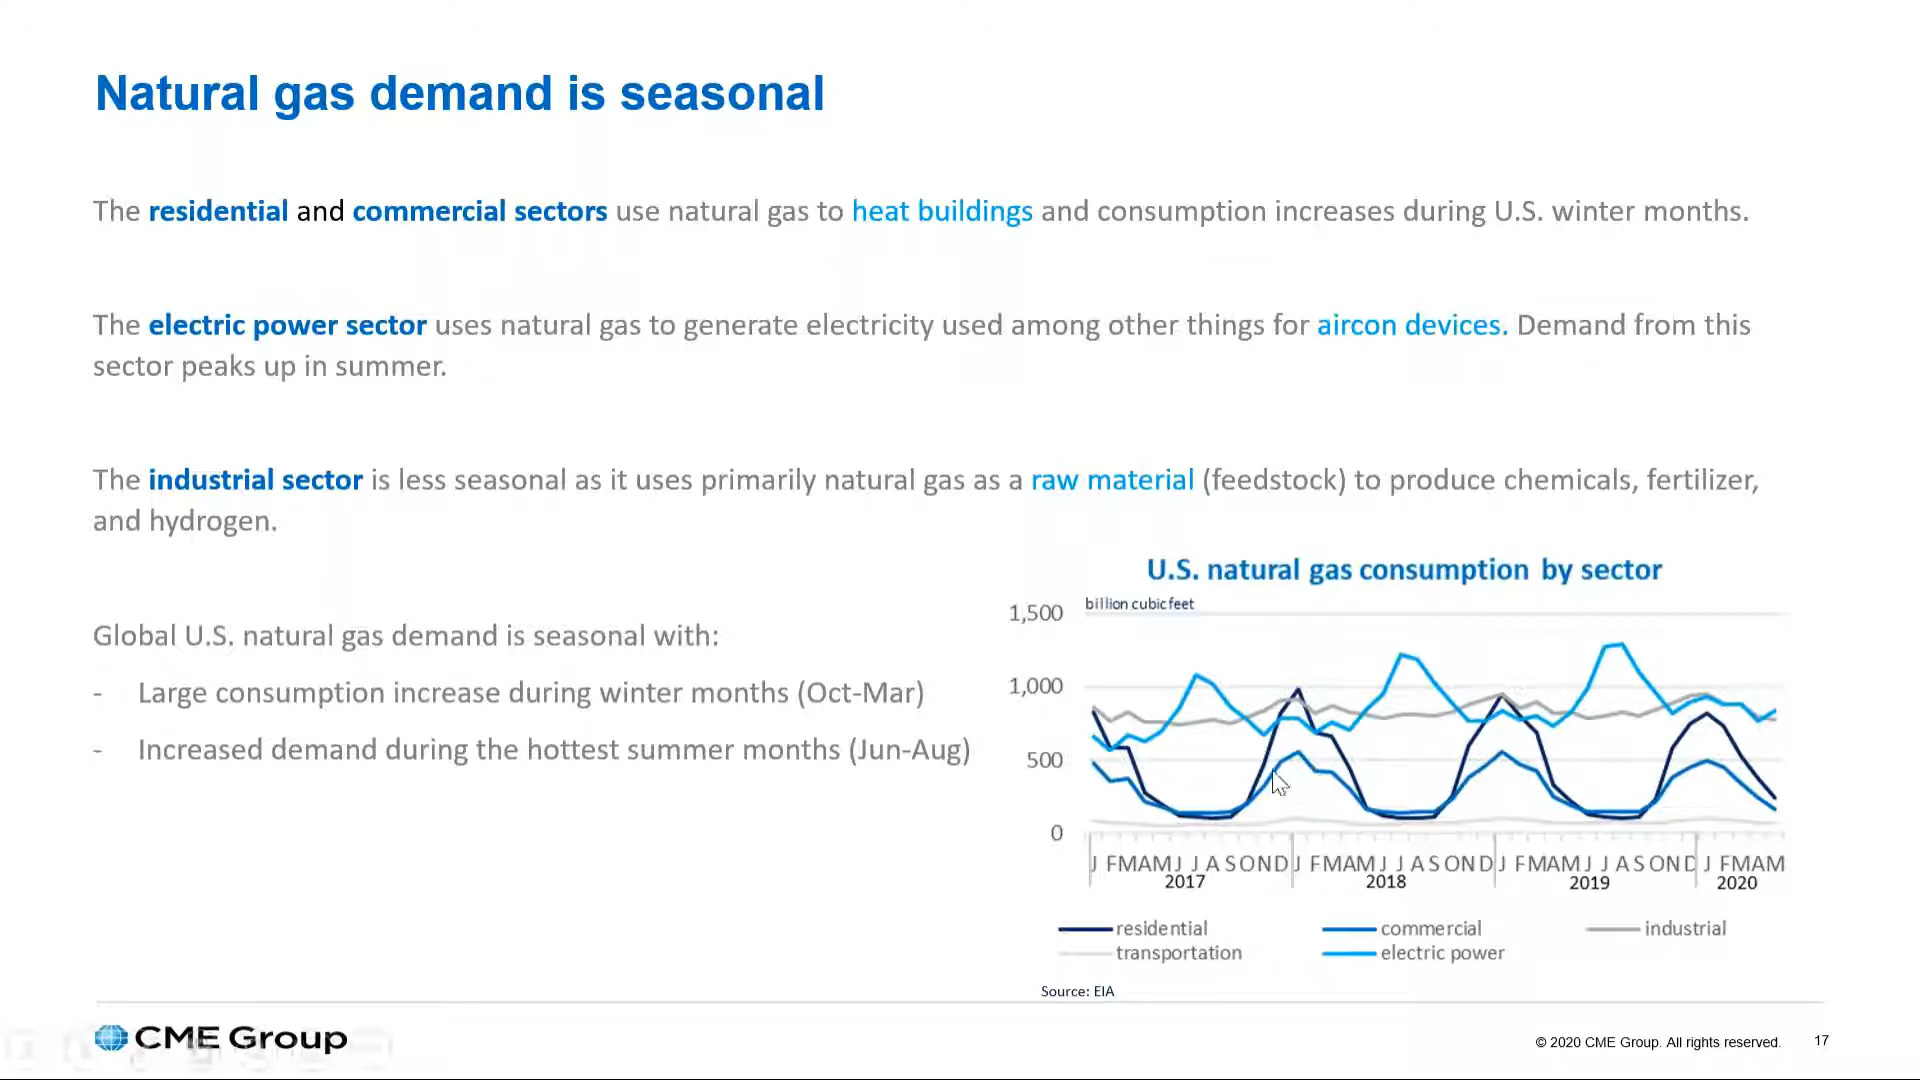 Natural gas demand is seasonal
The residential and commercial sectors use natural gas to heat buildings and consumption increases during U.S. winter months.
The electric power sector uses natural gas to generate electricity used among other things for aircon devices. Demand from this
sector peaks up in summer.
The industrial sector is less seasonal as it uses primarily natural gas as a raw material (feedstock) to produce chemicals, fertilizer,
and hydrogen.
Global U.S. natural gas demand is seasonal with:
- Large consumption increase during winter months (Oct-Mar)
- Increased demand during the hottest summer months (Jun-Aug)
U.S. natural gas consumption by sector
billion cubic feet
1,500
1,000
500
0
J F M A M J J A S O N D J F M A M J J A S O N D J F M A M J J A S O N D J F M A M
2017 2018 2019 2020
residential commercial industrial
transportation electric power
Source: EIA
CME Group
© 2020 CME Group. All rights reserved. 17